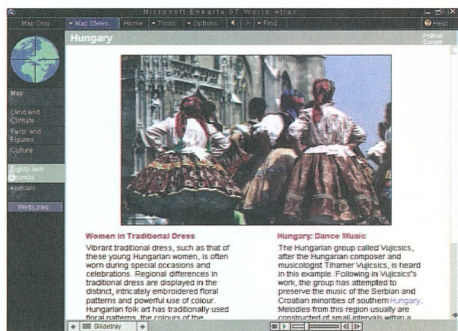 Microsoft Encarta 97 World Atlas
Map Only
Map Styles
Home
Tools
Options
Find
Help
Hungary
Political
Europe
Map
Land and
Climate
Facts and
Figures
Culture
Sights and
Sounds
Animals
WebLinks
Women in Traditional Dress
Vibrant traditional dress, such as that of
these young Hungarian women, is often
worn during special occasions and
celebrations. Regional differences in
traditional dress are displayed in the
distinct, intricately embroidered floral
patterns and powerful use of colour.
Hungarian folk art has traditionally used
floral patterns, the colours of the
Hungary: Dance Music
The Hungarian group called Vujicsics,
after the Hungarian composer and
musicologist Tihamer Vujicsics, is heard
in this example. Following in Vujicsics's
work, the group has attempted to
preserve the music of the Serbian and
Croatian minorities of southern Hungary.
Melodies from this region usually are
constructed of small intervals within a
Slidetray